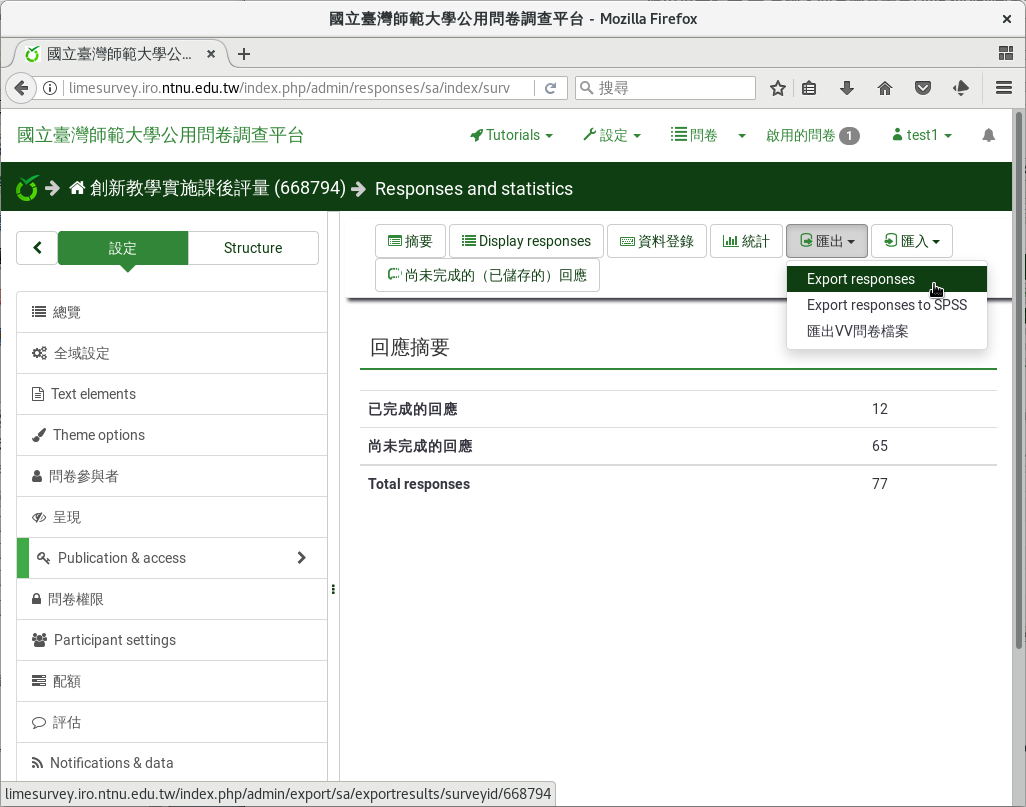 國立臺灣師範大學公用問卷調查平台 - Mozilla Firefox
國立臺灣師範大學公...
limesurvey.iro.ntnu.edu.tw/index.php/admin/responses/sa/index/surv
搜尋
國立臺灣師範大學公用問卷調查平台 Tutorials 設定 問卷 啟用的問卷 1 test1
創新教學實施課後評量 (668794) Responses and statistics
設定 Structure
摘要 Display responses 資料登錄 統計 匯出 匯入
尚未完成的（已儲存的）回應
Export responses
Export responses to SPSS
匯出VV問卷檔案
總覽
全域設定
Text elements
Theme options
問卷參與者
呈現
Publication & access
問卷權限
Participant settings
配額
評估
Notifications & data
回應摘要
已完成的回應 12
尚未完成的回應 65
Total responses 77
limesurvey.iro.ntnu.edu.tw/index.php/admin/export/sa/exportresults/surveyid/668794